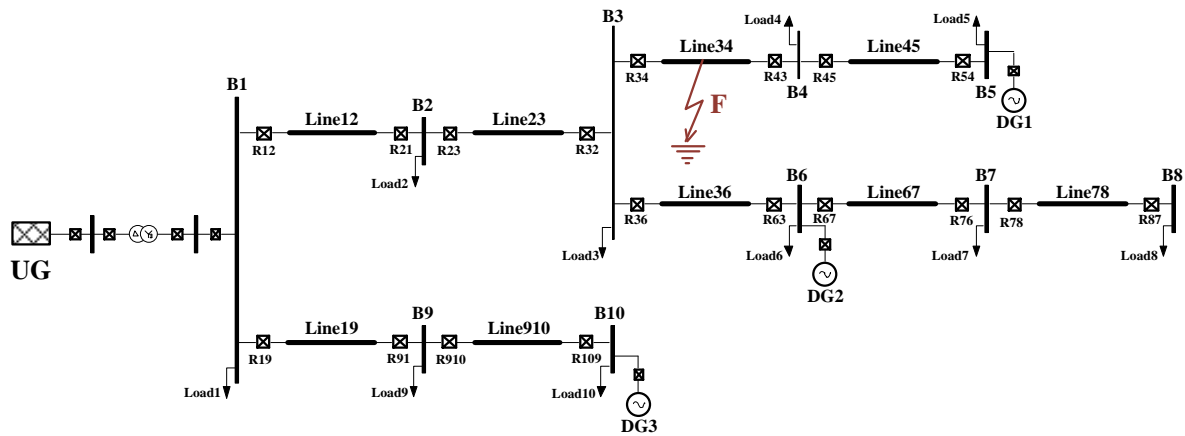 B3
Load4
Load5
Line34
Line45
R34
R43
R45
R54
B4
B5
F
DG1
B1
B2
Line12
Line23
R12
R21
R23
R32
Load2
B6
B7
B8
Line36
Line67
Line78
R36
R63
R67
R76
R78
R87
Load3
Load6
Load7
Load8
DG2
UG
B9
B10
Line19
Line910
R19
R91
R910
R109
Load1
Load9
Load10
DG3